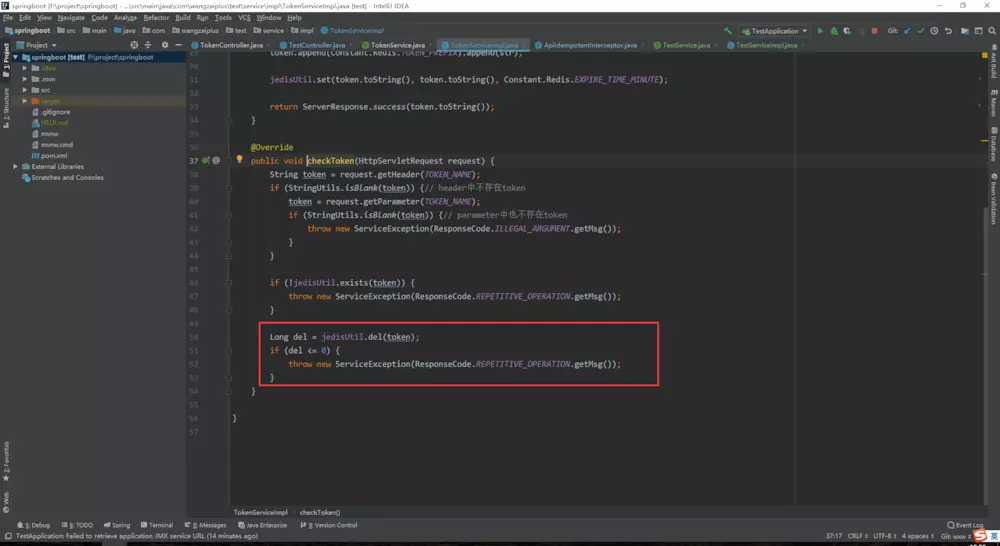 springboot [F:\project\springboot] - ...\src\main\java\com\wangzaiplus\test\service\impl\TokenServiceImpl.java [test] - IntelliJ IDEA
File Edit View Navigate Code Analyze Refactor Build Run Tools VCS Window Help
springboot src main java com wangzaiplus test service impl TokenServiceImpl
TestApplication Git:
Project
TokenController.java TestController.java TokenService.java TokenServiceImpl.java ApiIdempotentInterceptor.java TestService.java TestServiceImpl.java
springboot [test] F:\project\springboot
.idea
.mvn
src
target
.gitignore
HELP.md
mvnw
mvnw.cmd
pom.xml
External Libraries
Scratches and Consoles
1: Project
7: Structure
2: Favorites
Web
Ant Build
Maven
Database
Bean Validation
token.append(Constant.Redis.TOKEN_PREFIX).append(str);
31 jedisUtil.set(token.toString(), token.toString(), Constant.Redis.EXPIRE_TIME_MINUTE);
32
33 return ServerResponse.success(token.toString());
34 }
35
36 @Override
37 public void checkToken(HttpServletRequest request) {
38 String token = request.getHeader(TOKEN_NAME);
39 if (StringUtils.isBlank(token)) {// header中不存在token
40 token = request.getParameter(TOKEN_NAME);
41 if (StringUtils.isBlank(token)) {// parameter中也不存在token
42 throw new ServiceException(ResponseCode.ILLEGAL_ARGUMENT.getMsg());
43 }
44 }
45
46 if (!jedisUtil.exists(token)) {
47 throw new ServiceException(ResponseCode.REPETITIVE_OPERATION.getMsg());
48 }
49
50 Long del = jedisUtil.del(token);
51 if (del <= 0) {
52 throw new ServiceException(ResponseCode.REPETITIVE_OPERATION.getMsg());
53 }
54 }
55
56 }
57
TokenServiceImpl checkToken()
5: Debug 6: TODO Spring Terminal 0: Messages Java Enterprise 9: Version Control Event Log
TestApplication: Failed to retrieve application JMX service URL (14 minutes ago) 37:17 CRLF UTF-8 4 spaces Git: wxw
英